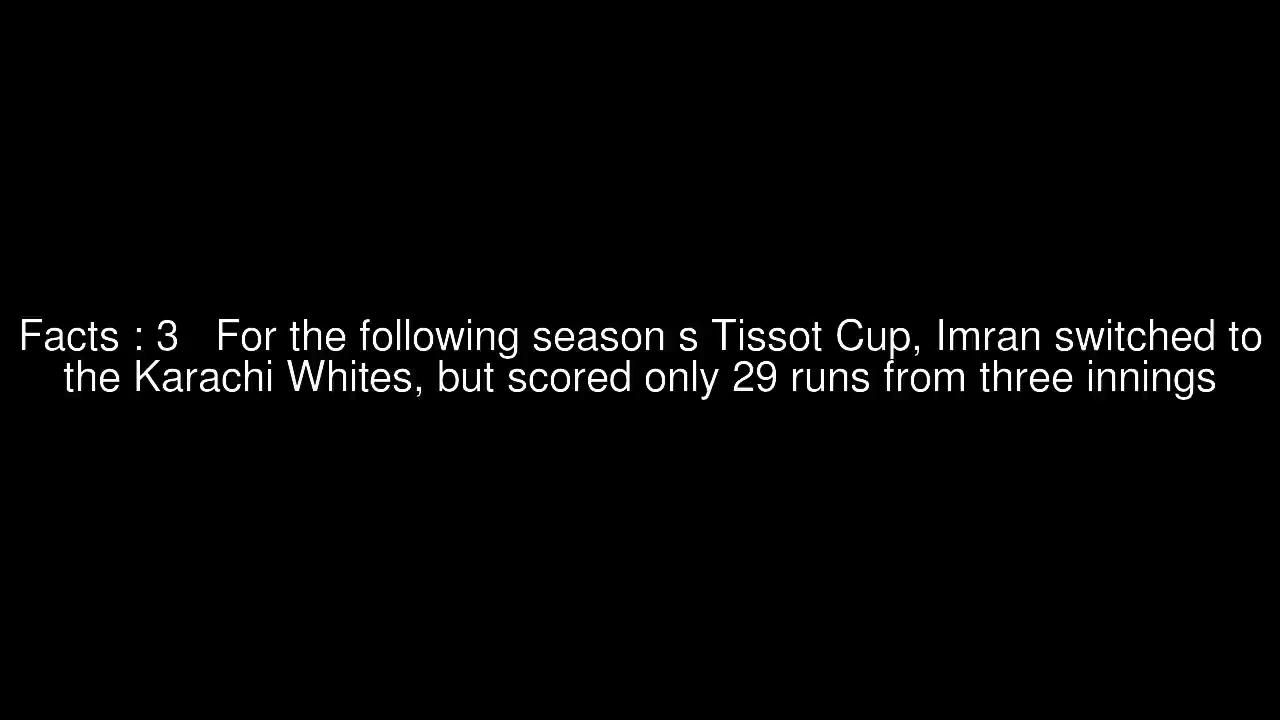 Facts : 3   For the following season s Tissot Cup, Imran switched to
the Karachi Whites, but scored only 29 runs from three innings